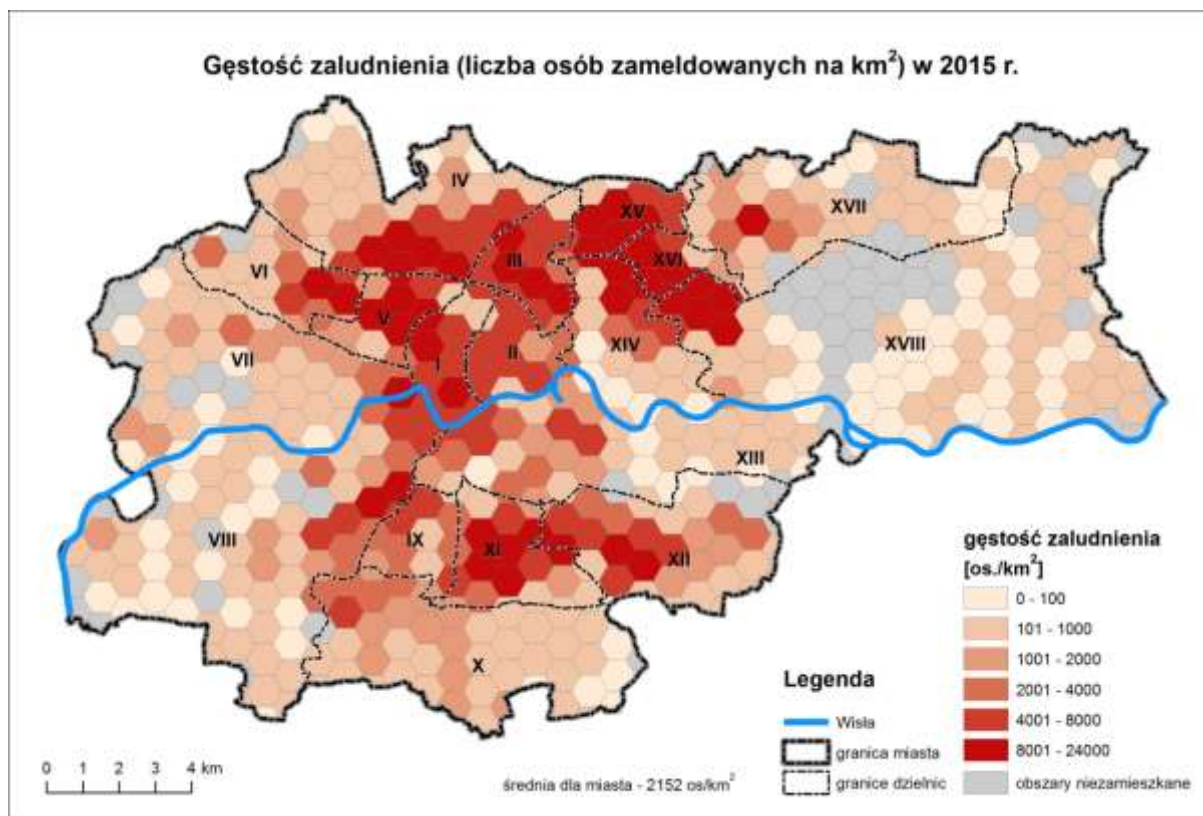 Gęstość zaludnienia (liczba osób zameldowanych na km²) w 2015 r.
IV
XV
XVII
III
XVI
VI
V
VII
I
II
XIV
XVIII
XIII
VIII
IX
XI
XII
X
gęstość zaludnienia
[os./km²]
0 - 100
101 - 1000
1001 - 2000
2001 - 4000
4001 - 8000
8001 - 24000
obszary niezamieszkane
Legenda
Wisła
granica miasta
granice dzielnic
0 1 2 3 4 km
średnia dla miasta - 2152 os/km²